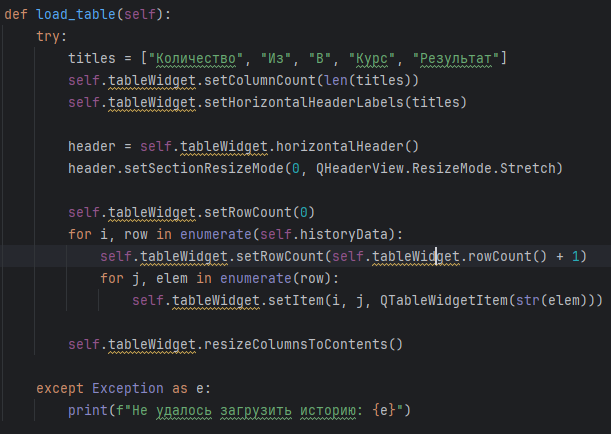 def load_table(self):
    try:
        titles = ["Количество", "Из", "В", "Курс", "Результат"]
        self.tableWidget.setColumnCount(len(titles))
        self.tableWidget.setHorizontalHeaderLabels(titles)

        header = self.tableWidget.horizontalHeader()
        header.setSectionResizeMode(0, QHeaderView.ResizeMode.Stretch)

        self.tableWidget.setRowCount(0)
        for i, row in enumerate(self.historyData):
            self.tableWidget.setRowCount(self.tableWidget.rowCount() + 1)
            for j, elem in enumerate(row):
                self.tableWidget.setItem(i, j, QTableWidgetItem(str(elem)))

        self.tableWidget.resizeColumnsToContents()

    except Exception as e:
        print(f"Не удалось загрузить историю: {e}")